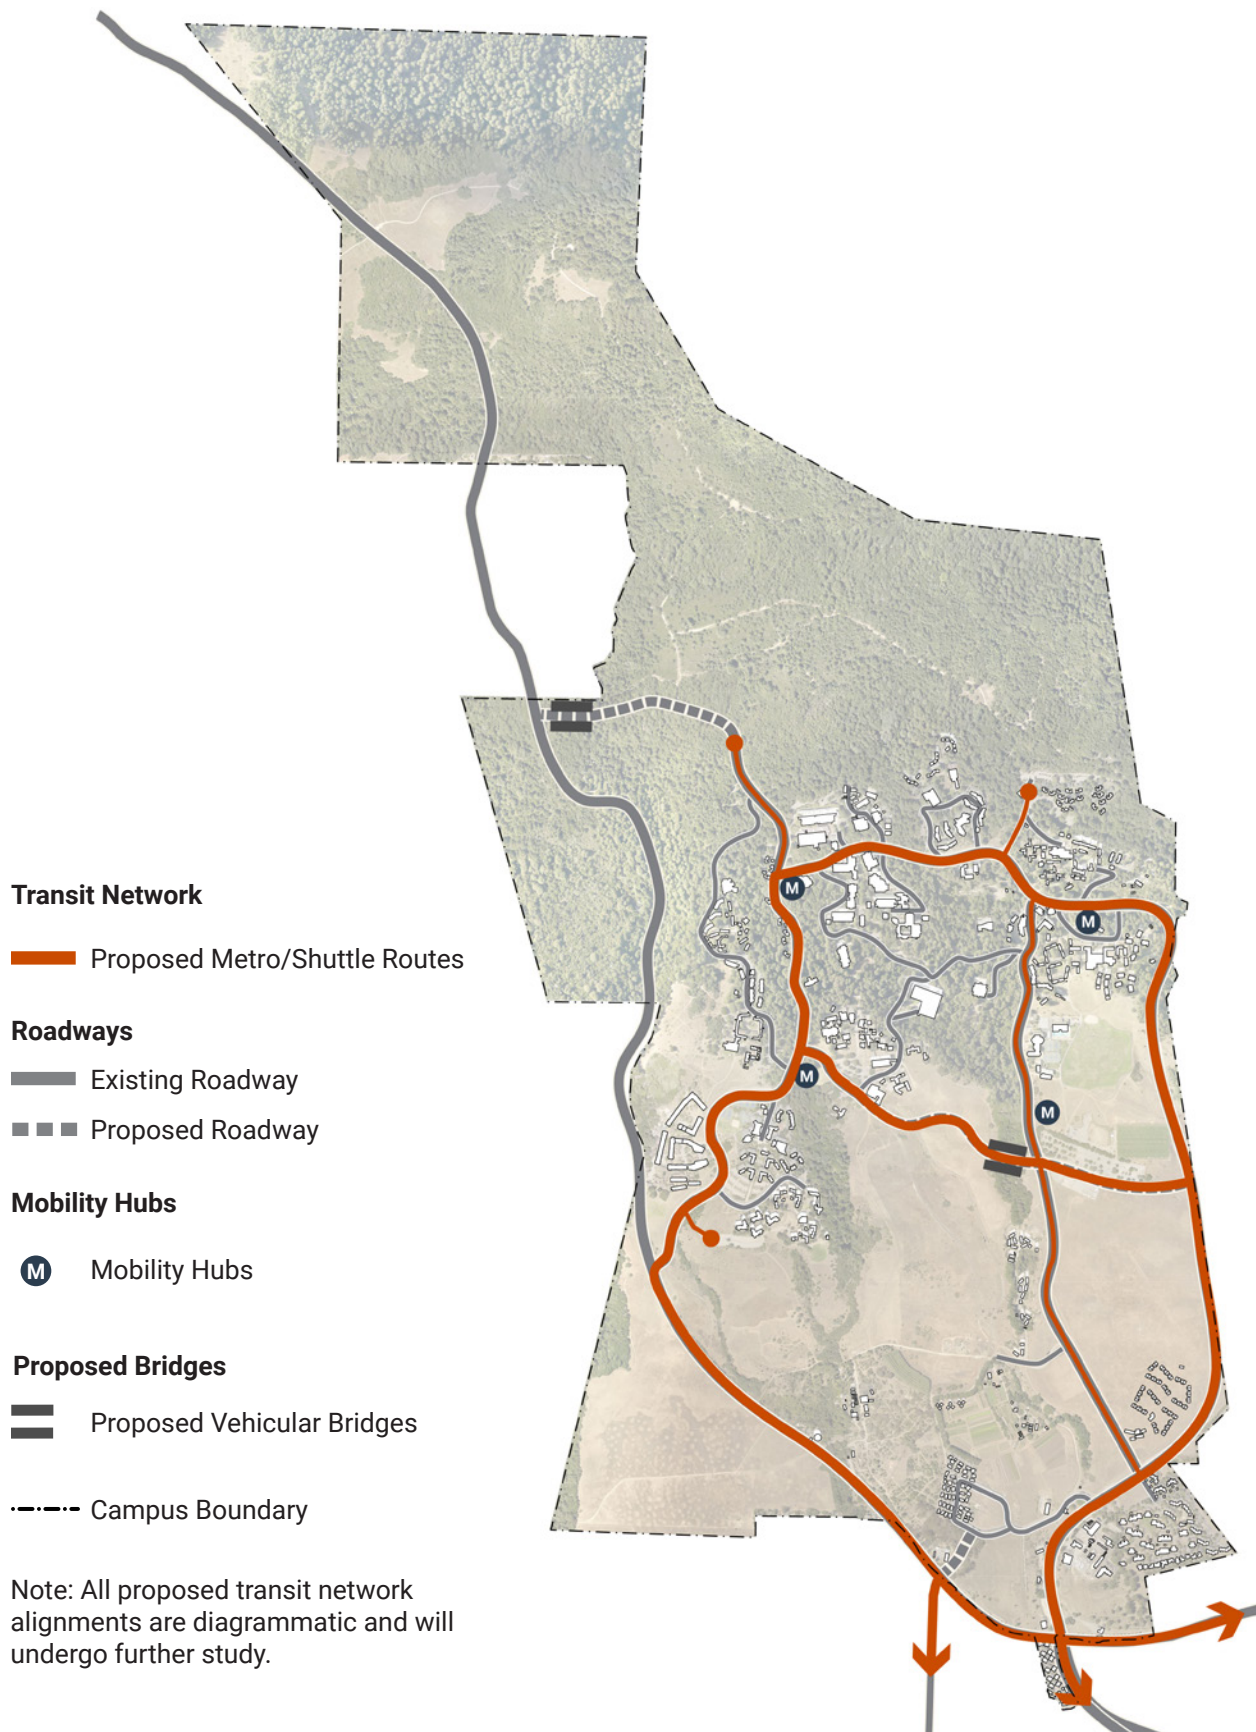 Transit Network
Proposed Metro/Shuttle Routes
Roadways
Existing Roadway
Proposed Roadway
Mobility Hubs
M
Mobility Hubs
Proposed Bridges
Proposed Vehicular Bridges
Campus Boundary
Note: All proposed transit network
alignments are diagrammatic and will
undergo further study.
M
M
M
M